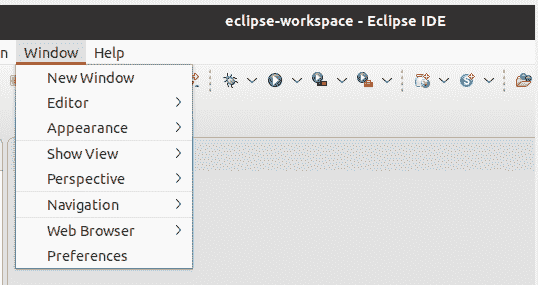 eclipse-workspace - Eclipse IDE
n Window Help
New Window
Editor
Appearance
Show View
Perspective
Navigation
Web Browser
Preferences